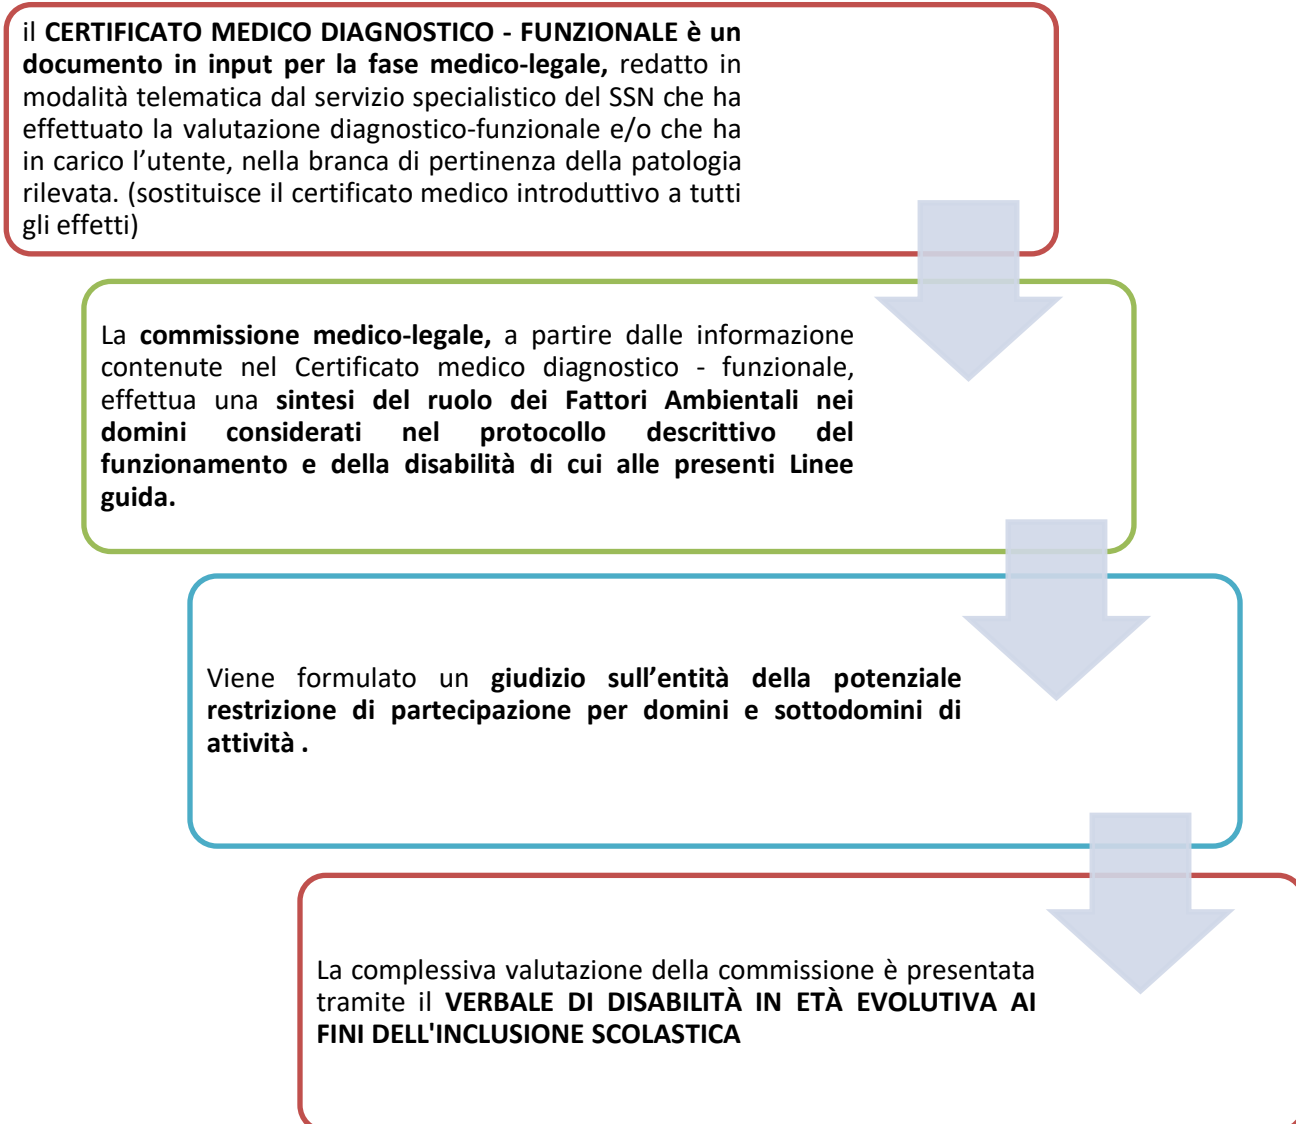 il CERTIFICATO MEDICO DIAGNOSTICO - FUNZIONALE è un
documento in input per la fase medico-legale, redatto in
modalità telematica dal servizio specialistico del SSN che ha
effettuato la valutazione diagnostico-funzionale e/o che ha
in carico l’utente, nella branca di pertinenza della patologia
rilevata. (sostituisce il certificato medico introduttivo a tutti
gli effetti)
La commissione medico-legale, a partire dalle informazione
contenute nel Certificato medico diagnostico - funzionale,
effettua una sintesi del ruolo dei Fattori Ambientali nei
domini considerati nel protocollo descrittivo del
funzionamento e della disabilità di cui alle presenti Linee
guida.
Viene formulato un giudizio sull’entità della potenziale
restrizione di partecipazione per domini e sottodomini di
attività .
La complessiva valutazione della commissione è presentata
tramite il VERBALE DI DISABILITÀ IN ETÀ EVOLUTIVA AI
FINI DELL'INCLUSIONE SCOLASTICA